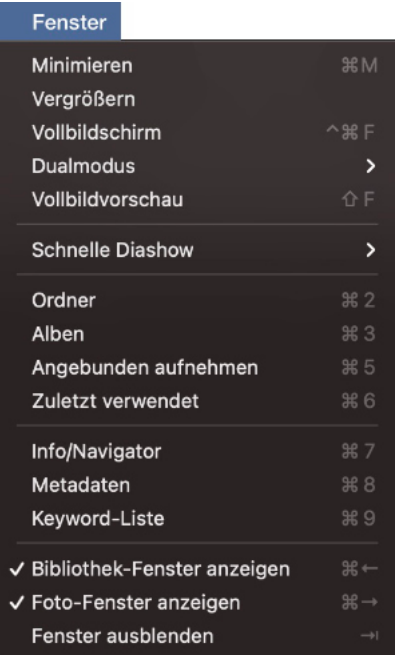 Fenster
Minimieren ⌘M
Vergrößern
Vollbildschirm ^⌘F
Dualmodus >
Vollbildvorschau ⇧F
Schnelle Diashow >
Ordner ⌘2
Alben ⌘3
Angebunden aufnehmen ⌘5
Zuletzt verwendet ⌘6
Info/Navigator ⌘7
Metadaten ⌘8
Keyword-Liste ⌘9
✓ Bibliothek-Fenster anzeigen ⌘←
✓ Foto-Fenster anzeigen ⌘→
Fenster ausblenden ⇥